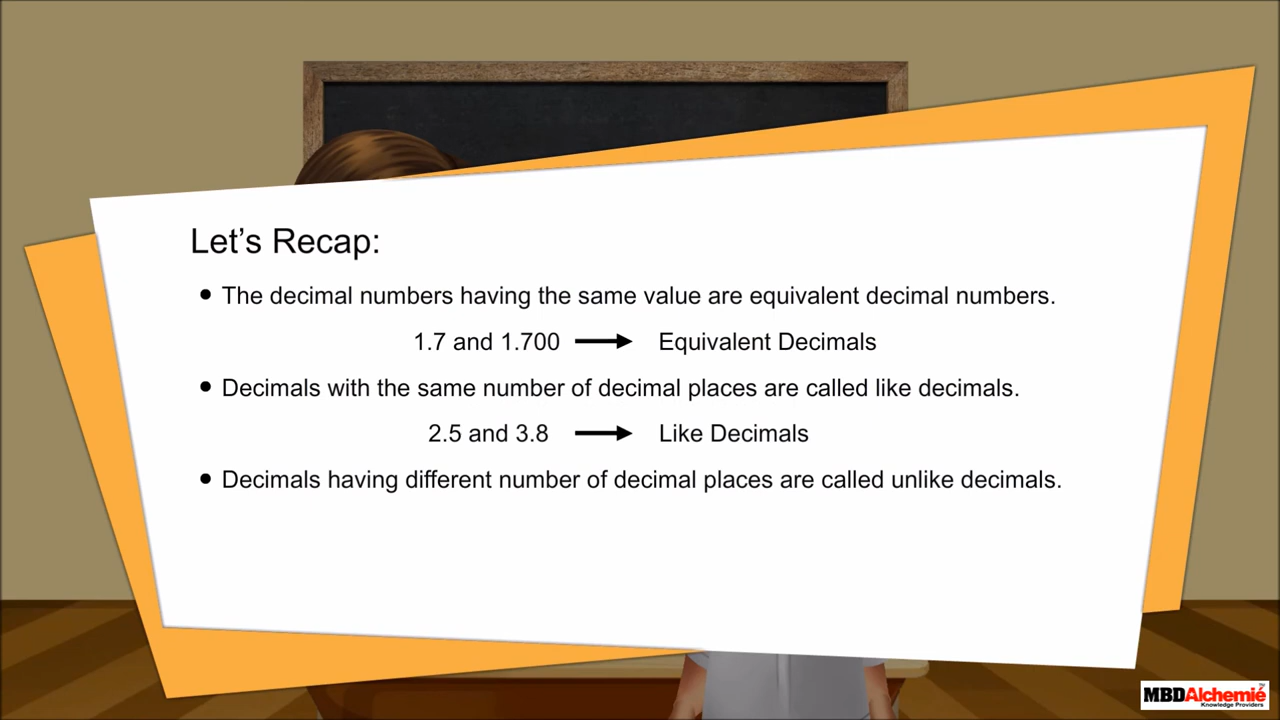 Let’s Recap:
• The decimal numbers having the same value are equivalent decimal numbers.
1.7 and 1.700 → Equivalent Decimals
• Decimals with the same number of decimal places are called like decimals.
2.5 and 3.8 → Like Decimals
• Decimals having different number of decimal places are called unlike decimals.
MBDAlchemie
Knowledge Providers